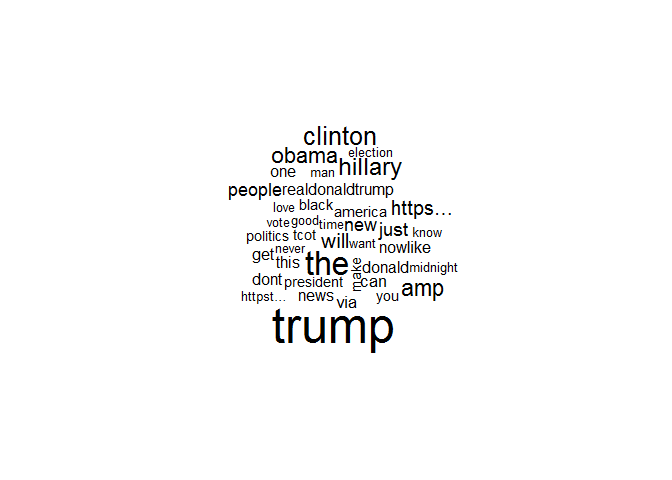 clinton
obama election
one man hillary
people realdonaldtrump
love black america https…
vote good time new just know
politics tcot will want now like
get never this the donald midnight
dont president make can amp
httpst… news via you
trump